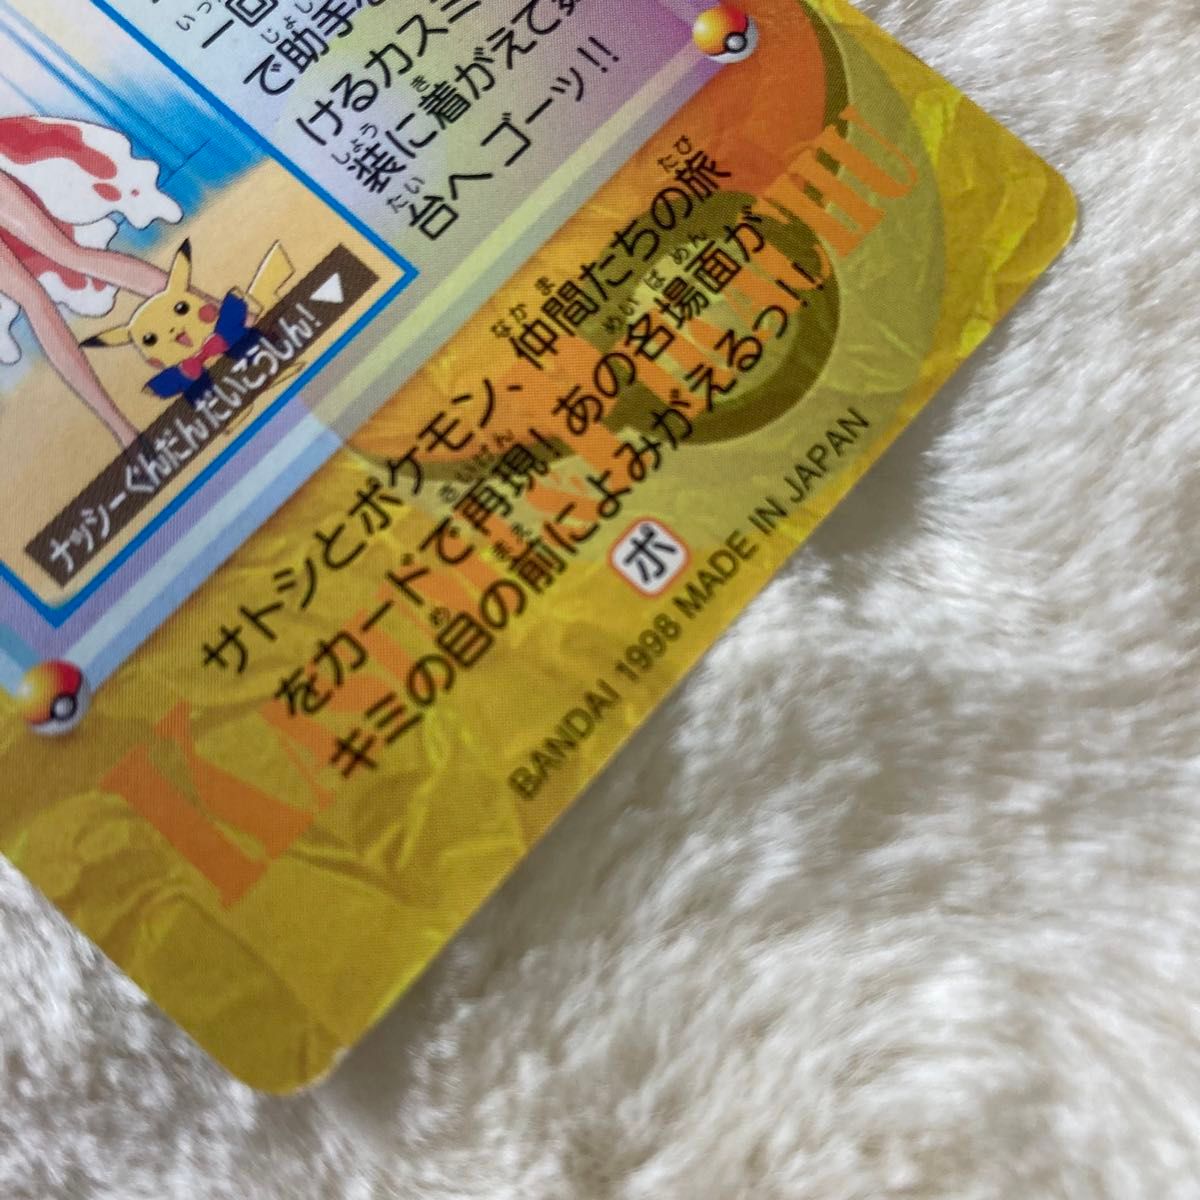 一回
で助手
けるカスミ
装に着がえて
台へゴーッ!!
ナッシーぐんだんだいこうしん!▼
サトシとポケモン、仲間たちの旅
をカードで再現!あの名場面が
キミの目の前によみがえるっ!!
ポ
BANDAI 1998 MADE IN JAPAN